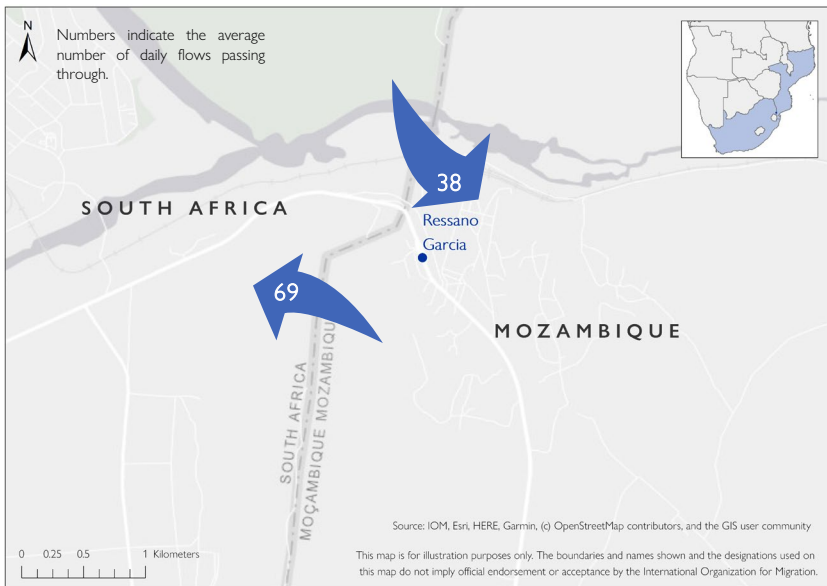 N
Numbers indicate the average
number of daily flows passing
through.
38
SOUTH AFRICA
Ressano
Garcia
69
MOZAMBIQUE
SOUTH AFRICA
MOÇAMBIQUE MOZAMBIQU
Source: IOM, Esri, HERE, Garmin, (c) OpenStreetMap contributors, and the GIS user community
0 0.25 0.5 1 Kilometers
This map is for illustration purposes only. The boundaries and names shown and the designations used on
this map do not imply official endorsement or acceptance by the International Organization for Migration.